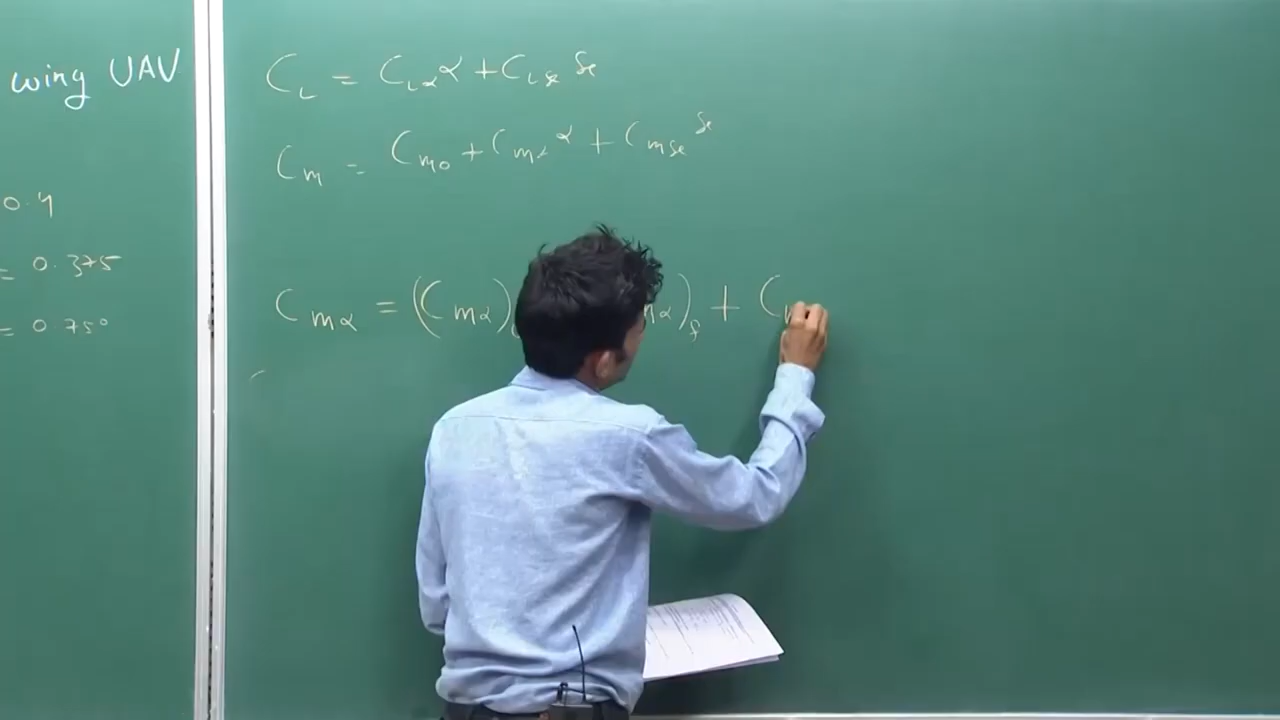 wing UAV
0.4
= 0.375
= 0.75°
C_L = C_Lα α + C_Lδe δe
C_m = C_m0 + C_mα α + C_mδe δe
C_mα = (C_mα) mα)_f + C